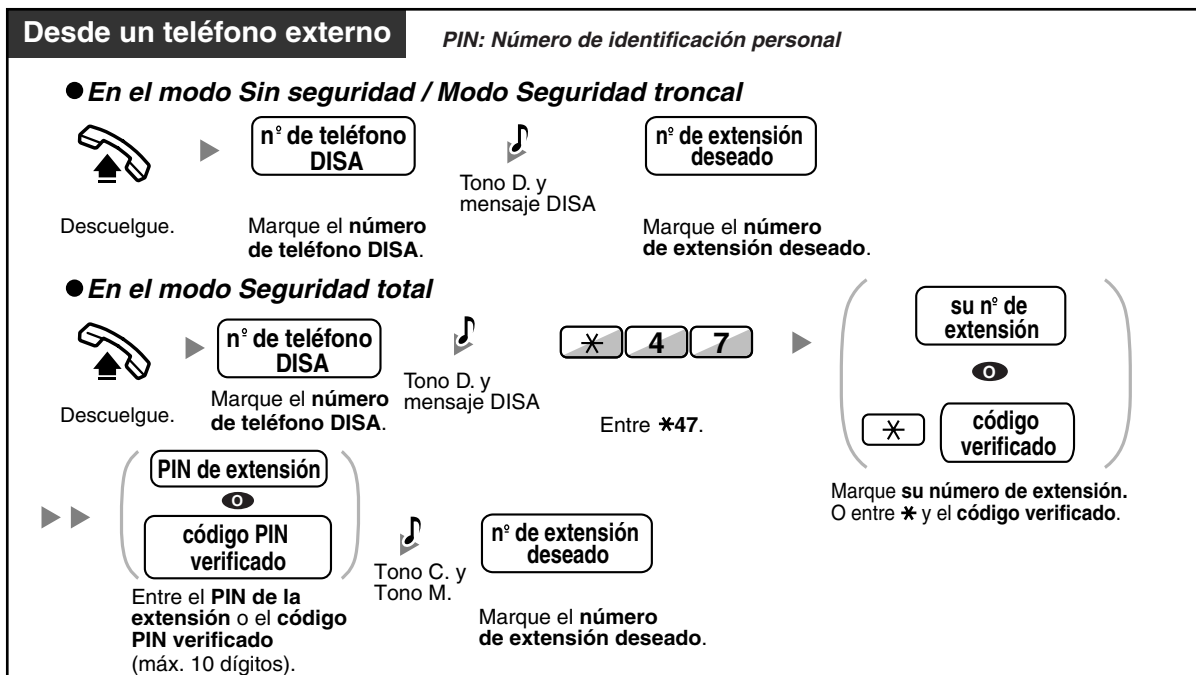 Desde un teléfono externo
PIN: Número de identificación personal
● En el modo Sin seguridad / Modo Seguridad troncal
nº de teléfono
DISA
nº de extensión
deseado
Tono D. y
mensaje DISA
Descuelgue.
Marque el número
de teléfono DISA.
Marque el número
de extensión deseado.
● En el modo Seguridad total
nº de teléfono
DISA
Tono D. y
mensaje DISA
* 4 7
su nº de
extensión
o
* código
verificado
Descuelgue.
Marque el número
de teléfono DISA.
Entre *47.
Marque su número de extensión.
O entre * y el código verificado.
PIN de extensión
o
código PIN
verificado
Entre el PIN de la
extensión o el código
PIN verificado
(máx. 10 dígitos).
Tono C. y
Tono M.
nº de extensión
deseado
Marque el número
de extensión deseado.